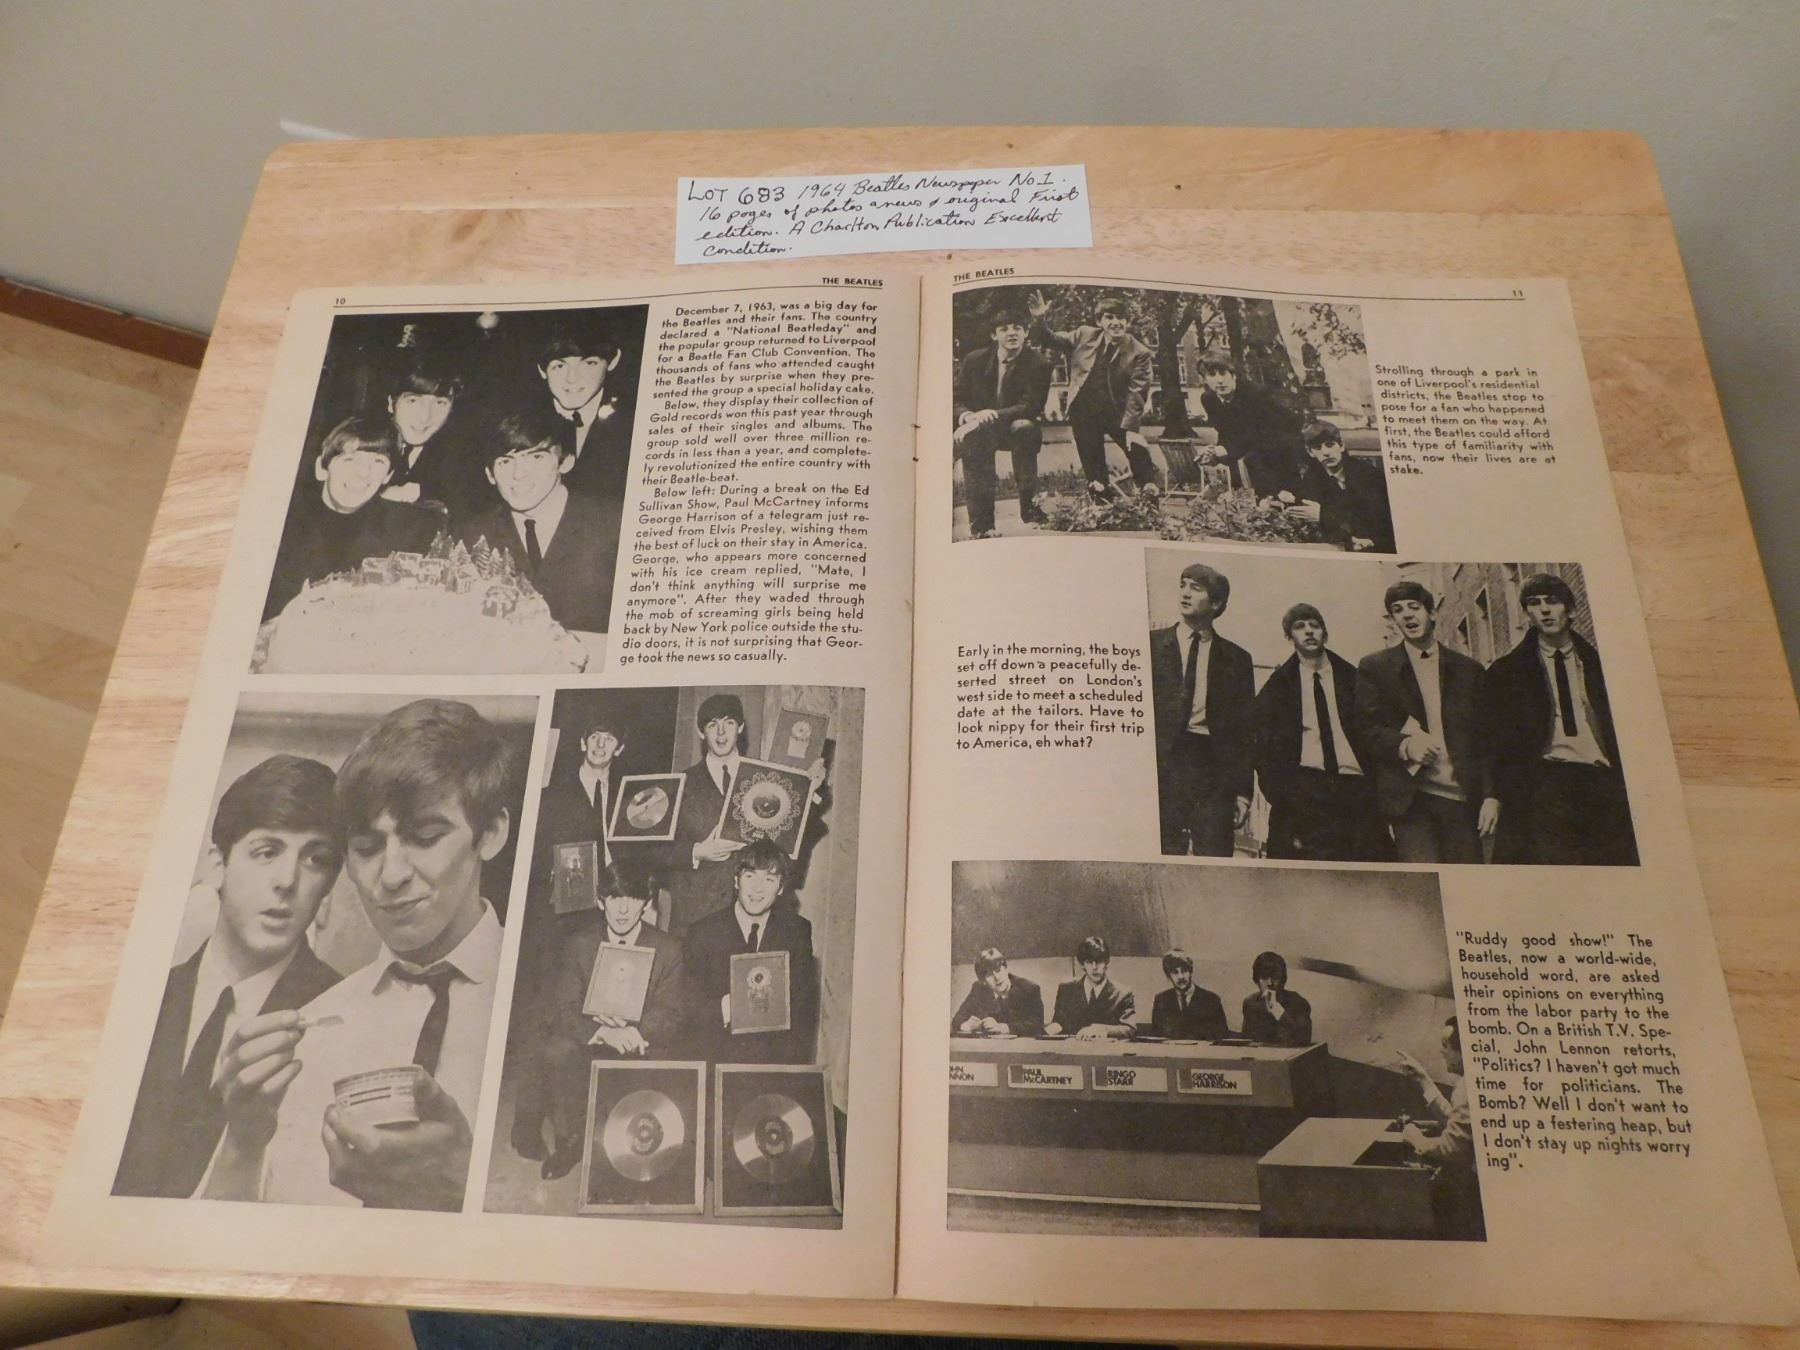 LOT 683 1964 Beatles Newspaper No 1.
16 pages of photos & news & original First
edition. A Charlton Publication Excellent
Condition.
10
THE BEATLES
December 7, 1963, was a big day for
the Beatles and their fans. The country
declared a "National Beatleday" and
the popular group returned to Liverpool
for a Beatle Fan Club Convention. The
thousands of fans who attended caught
the Beatles by surprise when they pre-
sented the group a special holiday cake.
Below, they display their collection of
Gold records won this past year through
sales of their singles and albums. The
group sold well over three million re-
cords in less than a year, and complete-
ly revolutionized the entire country with
their Beatle-beat.
Below left: During a break on the Ed
Sullivan Show, Paul McCartney informs
George Harrison of a telegram just re-
ceived from Elvis Presley, wishing them
the best of luck on their stay in America.
George, who appears more concerned
with his ice cream replied, "Mate, I
don't think anything will surprise me
anymore". After they waded through
the mob of screaming girls being held
back by New York police outside the stu-
dio doors, it is not surprising that Geor-
ge took the news so casually.
THE BEATLES
11
Strolling through a park in
one of Liverpool's residential
districts, the Beatles stop to
pose for a fan who happened
to meet them on the way. At
first, the Beatles could afford
this type of familiarity with
fans, now their lives are at
stake.
Early in the morning, the boys
set off down a peacefully de-
serted street on London's
west side to meet a scheduled
date at the tailors. Have to
look nippy for their first trip
to America, eh what?
"Ruddy good show!" The
Beatles, now a world-wide,
household word, are asked
their opinions on everything
from the labor party to the
bomb. On a British T.V. Spe-
cial, John Lennon retorts,
"Politics? I haven't got much
time for politicians. The
Bomb? Well I don't want to
end up a festering heap, but
I don't stay up nights worry
ing".
HN
NNON
PAUL
McCARTNEY
RINGO
STARR
GEORGE
HARRISON